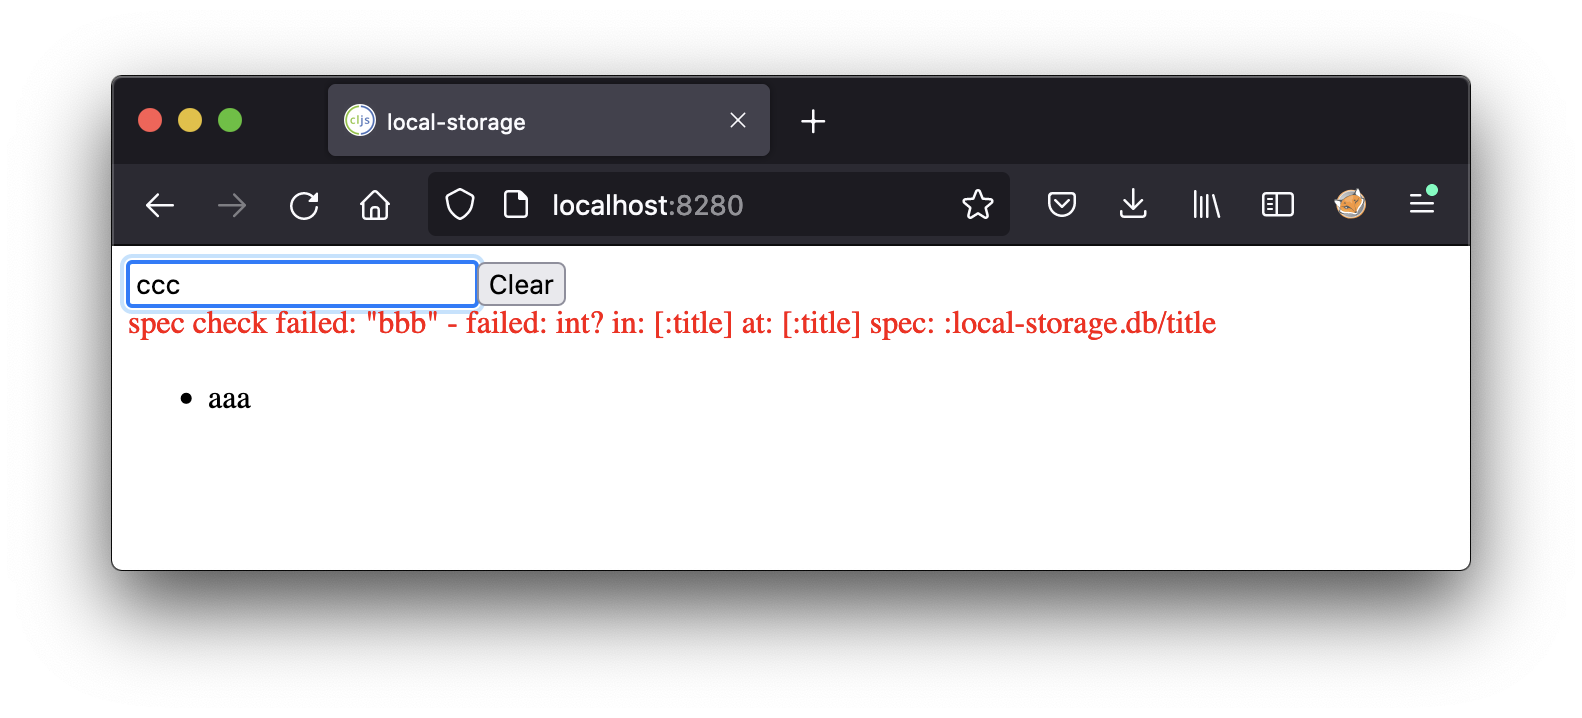 cljs local-storage
localhost:8280
ccc Clear
spec check failed: "bbb" - failed: int? in: [:title] at: [:title] spec: :local-storage.db/title
• aaa